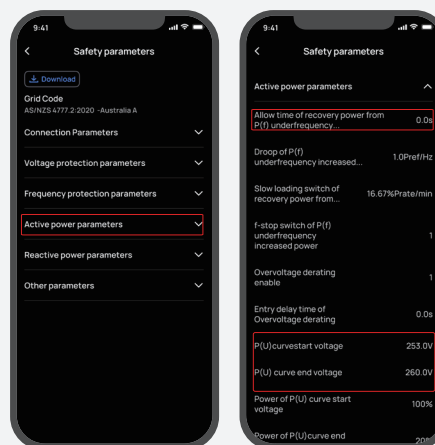 9:41
Safety parameters
Download
Grid Code
AS/NZS 4777.2:2020 -Australia A
Connection Parameters
Voltage protection parameters
Frequency protection parameters
Active power parameters
Reactive power parameters
Other parameters
9:41
Safety parameters
Active power parameters
Allow time of recovery power from
P(f) underfrequency... 0.0s
Droop of P(f)
underfrequency increased... 1.0Pref/Hz
Slow loading switch of
recovery power from... 16.67%Prate/min
f-stop switch of P(f)
underfrequency
increased power 1
Overvoltage derating
enable 1
Entry delay time of
Overvoltage derating 0.0s
P(U)curvestart voltage 253.0V
P(U) curve end voltage 260.0V
Power of P(U) curve start
voltage 100%
Power of P(U)curve end